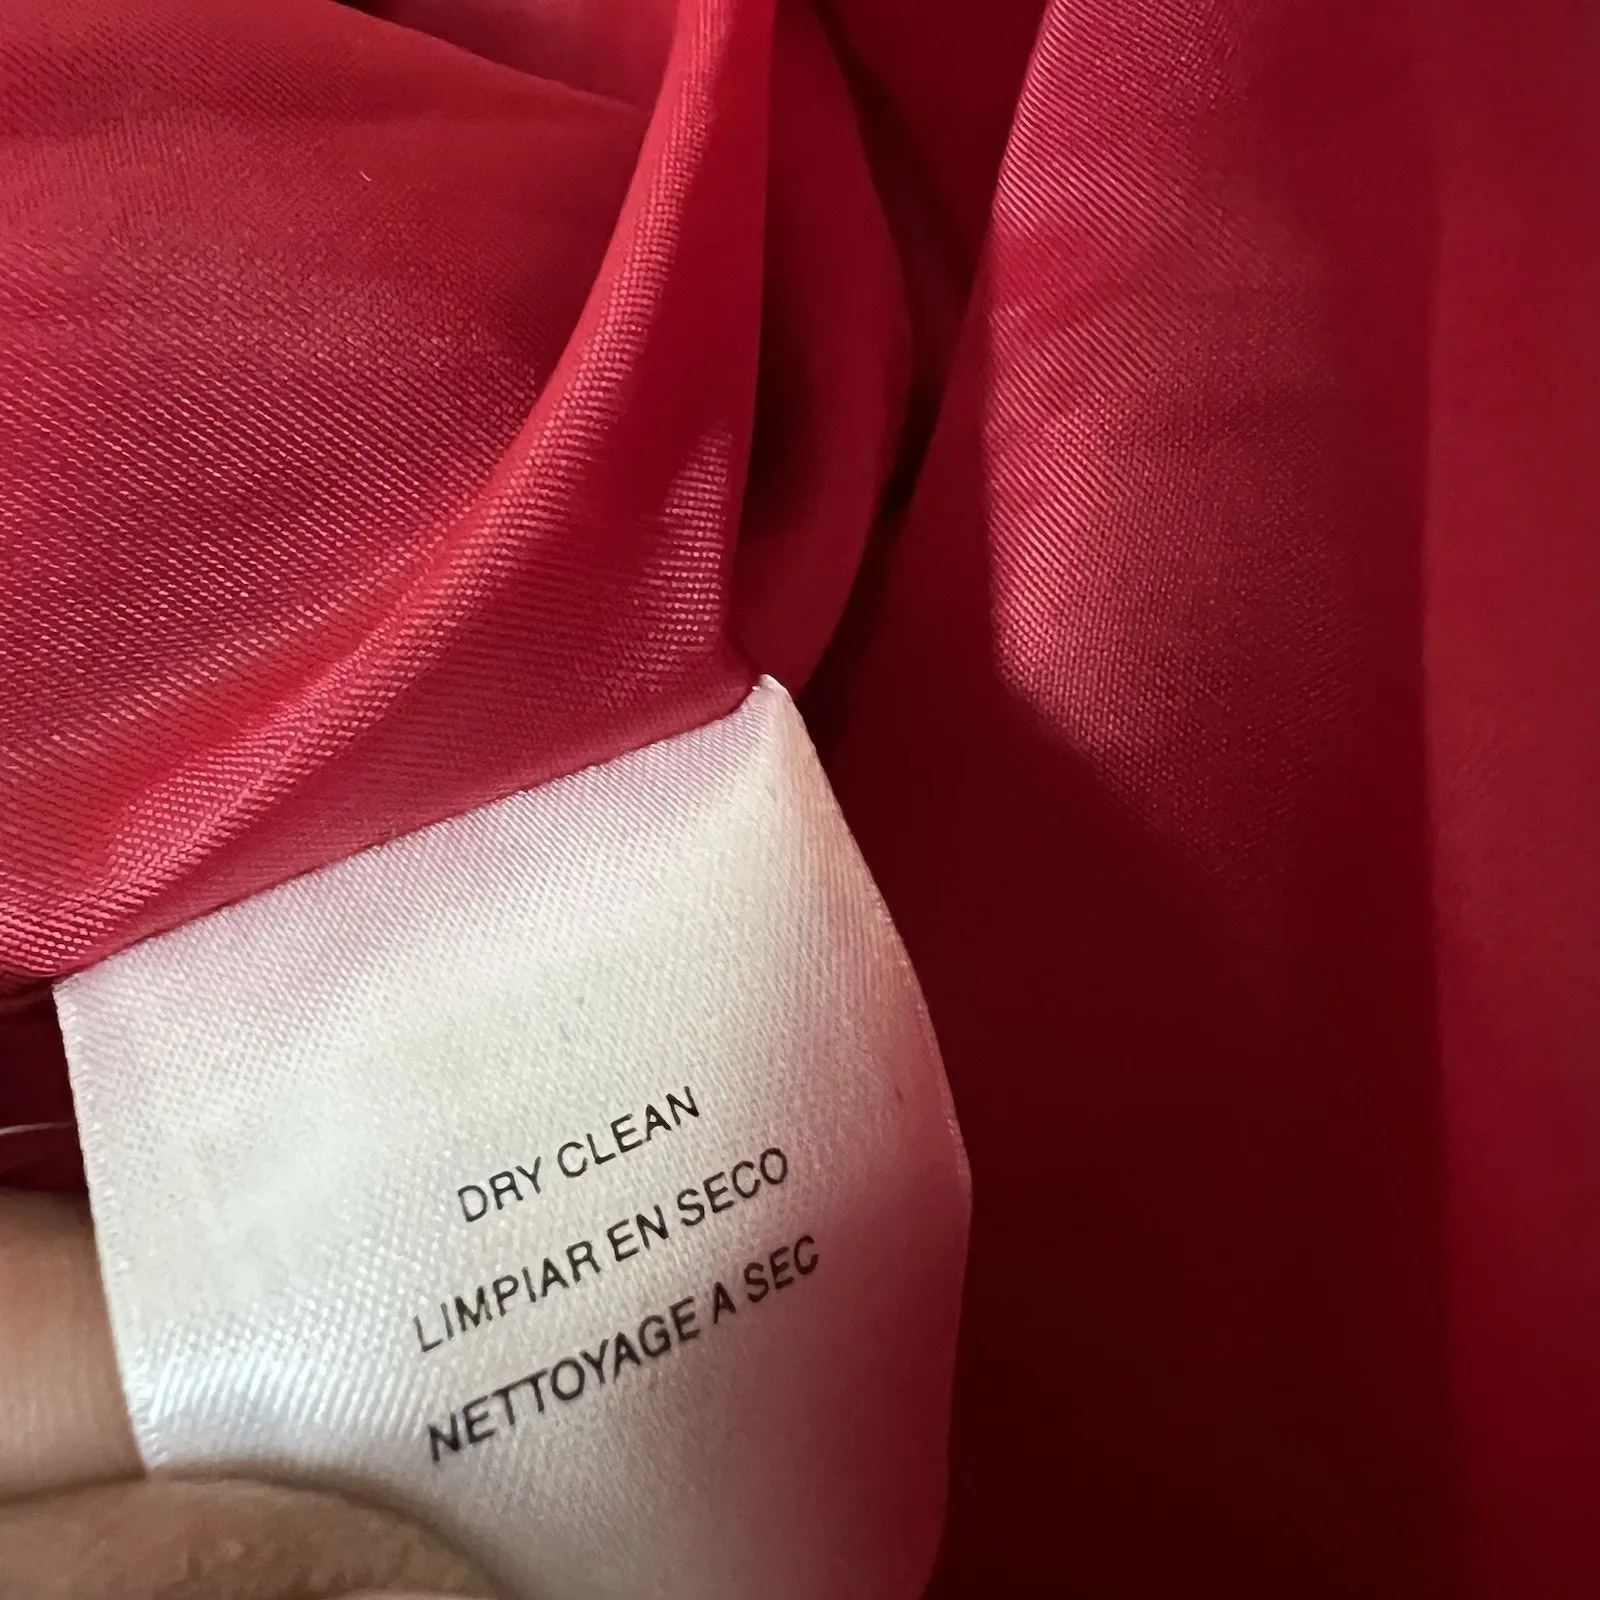 DRY CLEAN
LIMPIAR EN SECO
NETTOYAGE A SEC